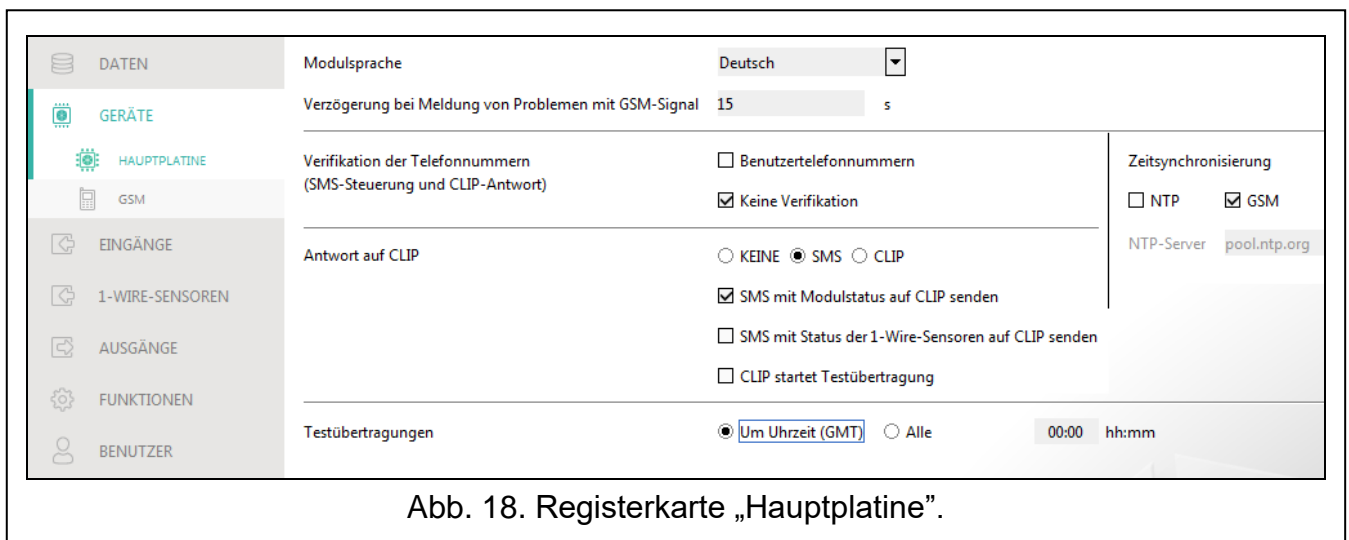 DATEN
GERÄTE
HAUPTPLATINE
GSM
EINGÄNGE
1-WIRE-SENSOREN
AUSGÄNGE
FUNKTIONEN
BENUTZER
Modulsprache Deutsch
Verzögerung bei Meldung von Problemen mit GSM-Signal 15 s
Verifikation der Telefonnummern
(SMS-Steuerung und CLIP-Antwort)
Benutzertelefonnummern
Keine Verifikation
Zeitsynchronisierung
NTP GSM
NTP-Server pool.ntp.org
Antwort auf CLIP KEINE SMS CLIP
SMS mit Modulstatus auf CLIP senden
SMS mit Status der 1-Wire-Sensoren auf CLIP senden
CLIP startet Testübertragung
Testübertragungen Um Uhrzeit (GMT) Alle 00:00 hh:mm
Abb. 18. Registerkarte „Hauptplatine”.